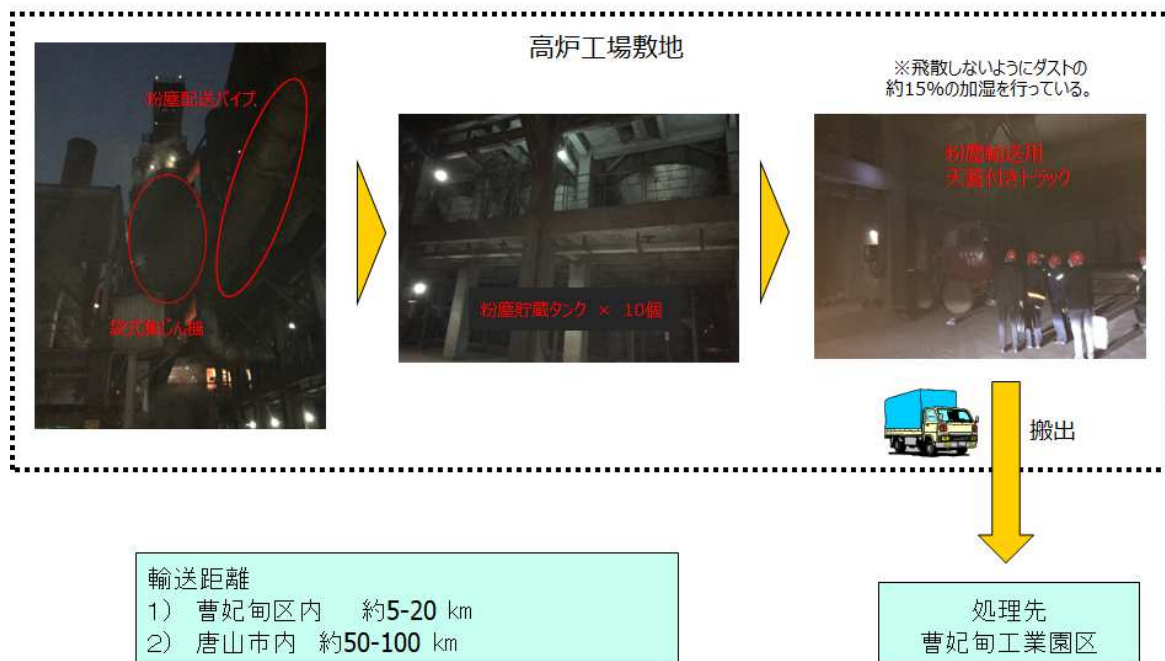 高炉工場敷地
※飛散しないようにダストの
約15%の加湿を行っている。
粉塵配送パイプ
袋式集じん機
粉塵貯蔵タンク × 10個
粉塵輸送用
天蓋付きトラック
搬出
輸送距離
1) 曹妃甸区内 約5-20 km
2) 唐山市内 約50-100 km
処理先
曹妃甸工業園区